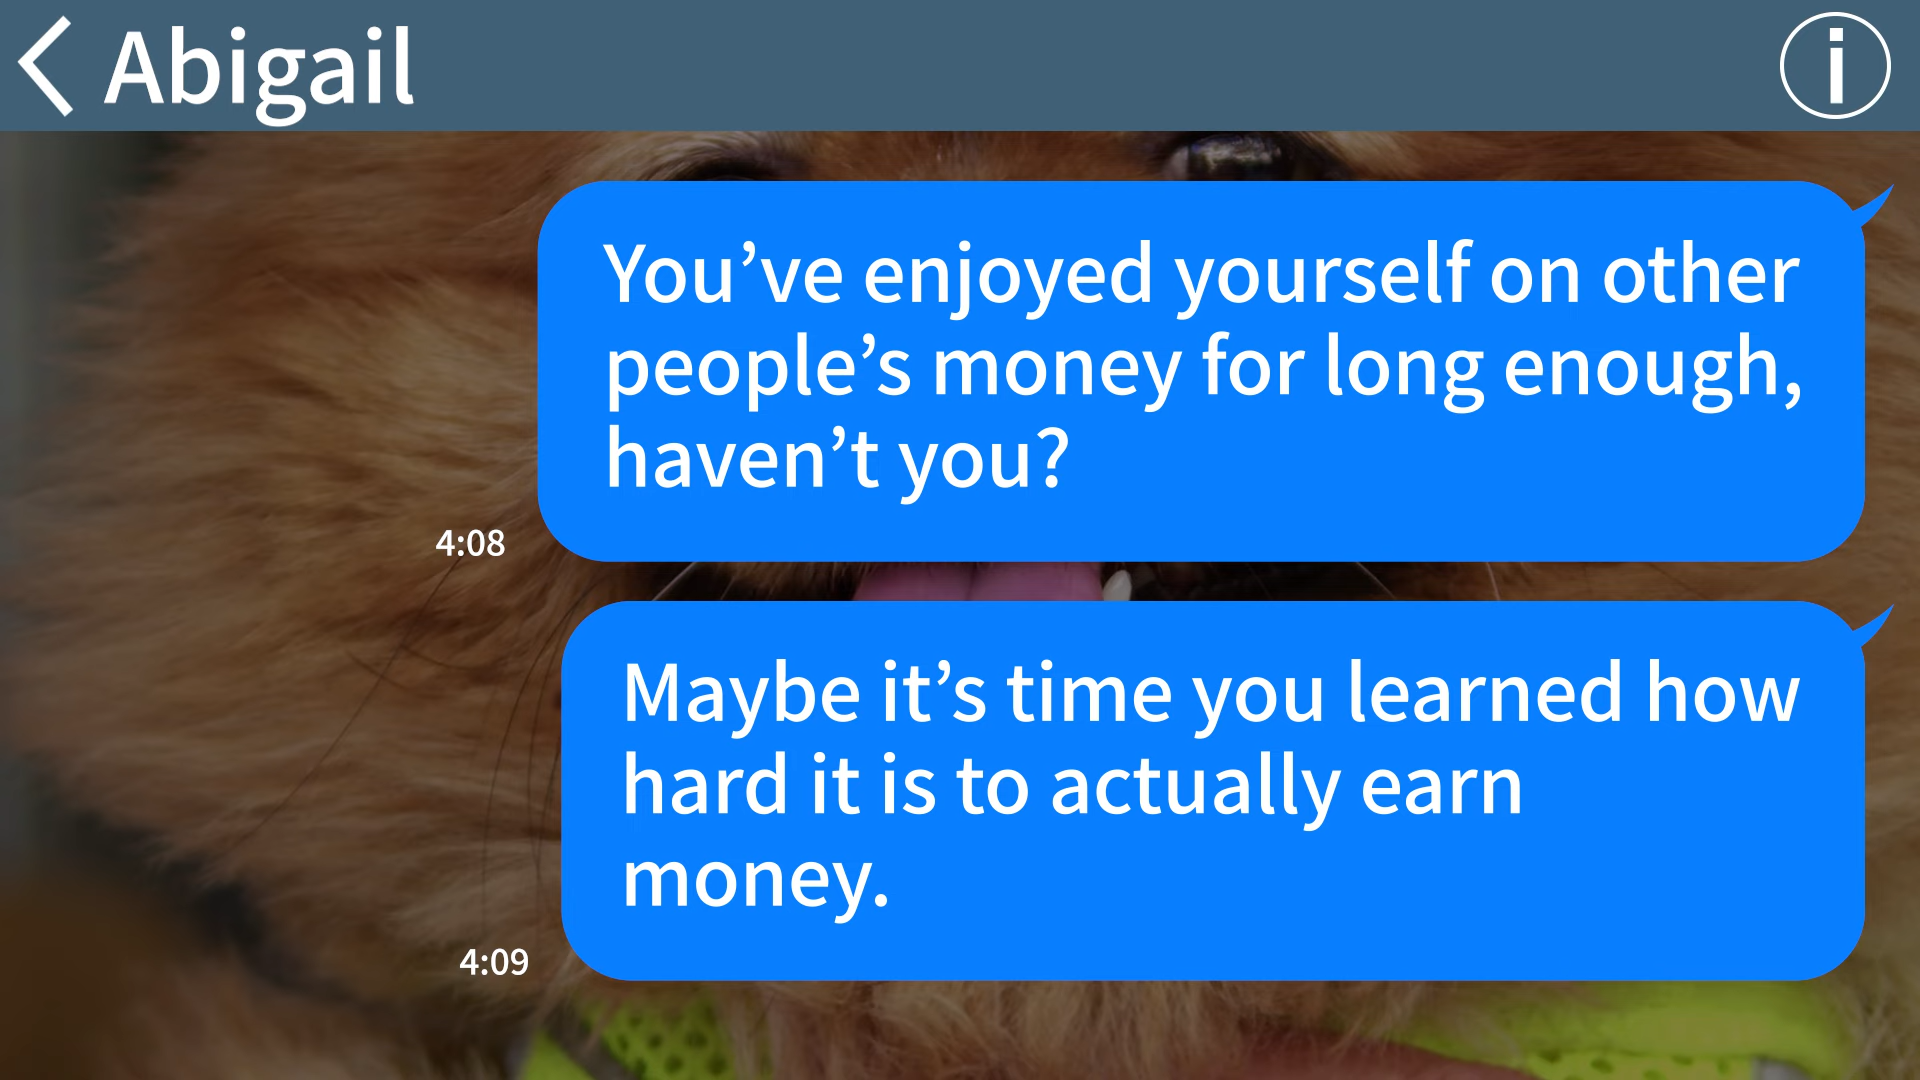 Abigail
You’ve enjoyed yourself on other
people’s money for long enough,
haven’t you?
4:08
Maybe it’s time you learned how
hard it is to actually earn
money.
4:09